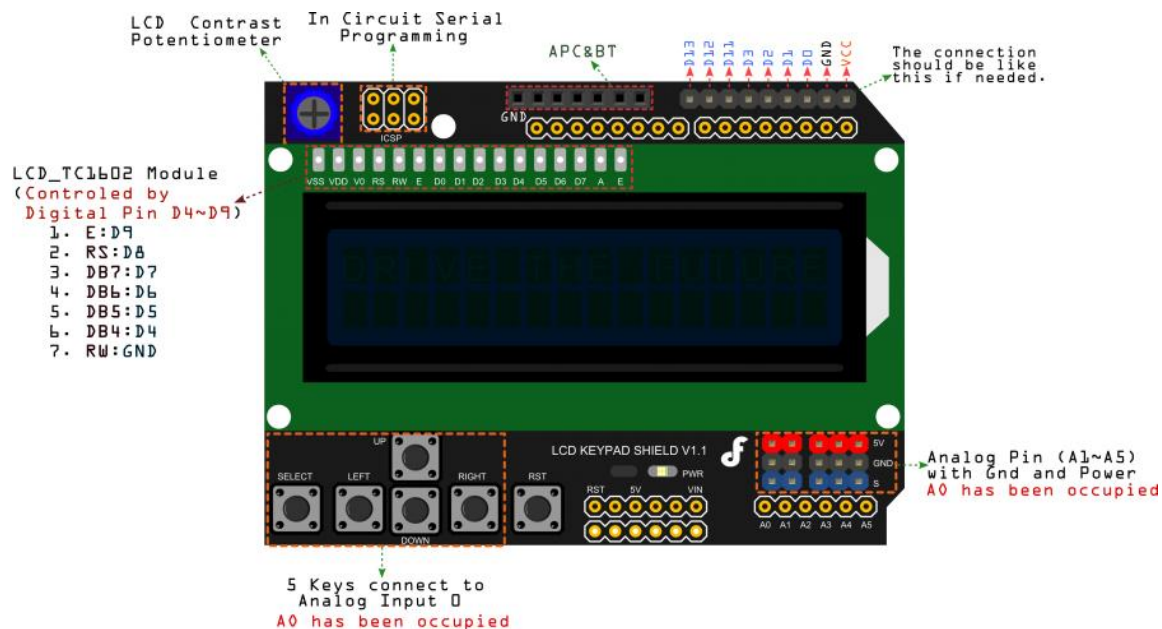 LCD Contrast
Potentiometer
In Circuit Serial
Programming
APC&BT
D13
D12
D11
D3
D2
D1
D0
GND
VCC
The connection
should be like
this if needed.
GND
ICSP
VSS VDD V0 RS RW E D0 D1 D2 D3 D4 D5 D6 D7 A E
LCD_TC1602 Module
(Controled by
Digital Pin D4~D9)
1. E:D9
2. RS:D8
3. DB7:D7
4. DB6:D6
5. DB5:D5
6. DB4:D4
7. RW:GND
UP
SELECT LEFT RIGHT RST
DOWN
LCD KEYPAD SHIELD V1.1
PWR
RST 5V VIN
5V
GND
S
A0 A1 A2 A3 A4 A5
Analog Pin (A1~A5)
with Gnd and Power
A0 has been occupied
5 Keys connect to
Analog Input 0
A0 has been occupied